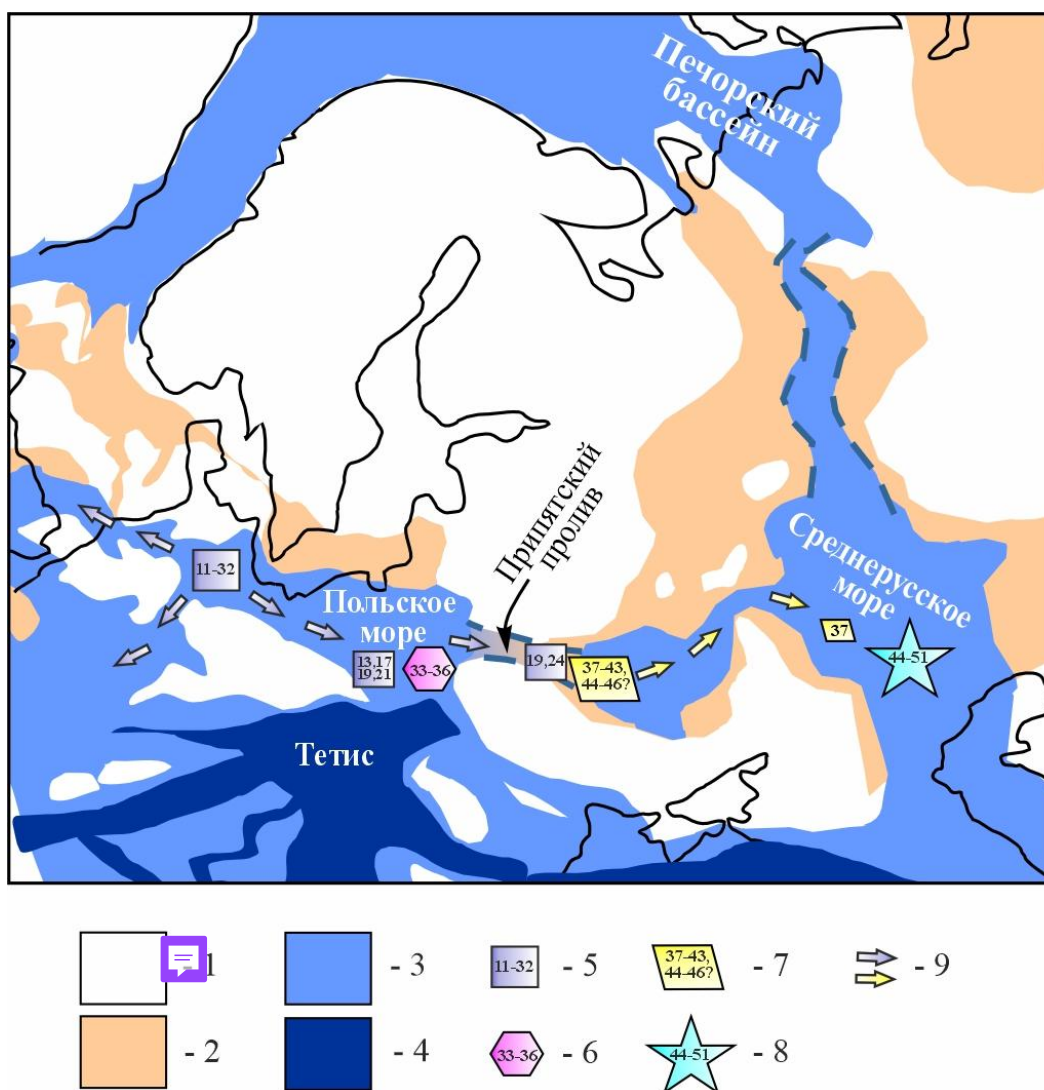 Печорский
бассейн
Припятский
пролив
Среднерусское
море
11-32
Польское
море
13,17
19,21
33-36
19,24
37-43,
44-46?
37
44-51
Тетис
- 1
- 3
11-32 - 5
37-43,
44-46? - 7
- 9
- 2
- 4
33-36 - 6
44-51 - 8